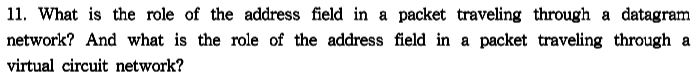 11. What is the role of the address field in a packet traveling through a datagram
network? And what is the role of the address field in a packet traveling through a
virtual circuit network?